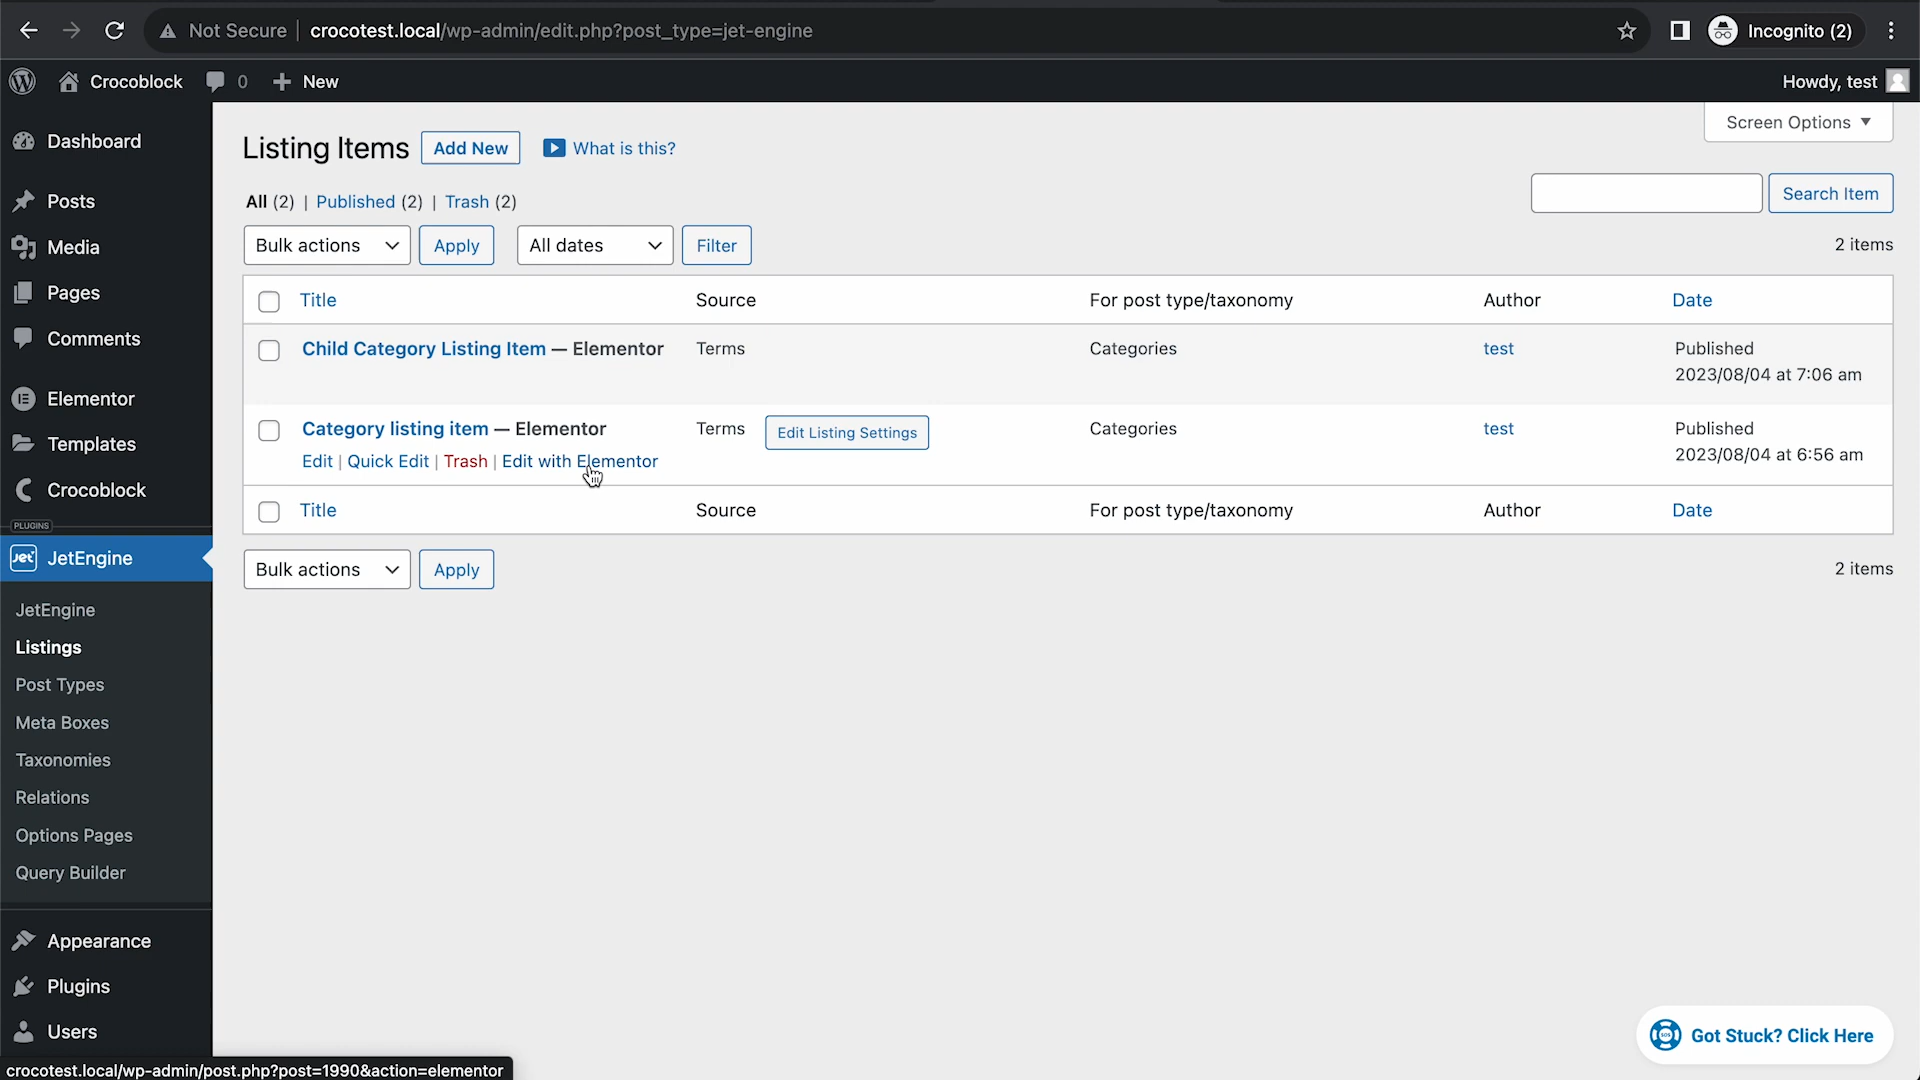 Not Secure | crocotest.local/wp-admin/edit.php?post_type=jet-engine
Incognito (2)
Crocoblock 0 New
Howdy, test
Dashboard
Posts
Media
Pages
Comments
Elementor
Templates
Crocoblock
PLUGINS
Jet JetEngine
JetEngine
Listings
Post Types
Meta Boxes
Taxonomies
Relations
Options Pages
Query Builder
Appearance
Plugins
Users
Screen Options
Listing Items Add New What is this?
All (2) | Published (2) | Trash (2)
Search Item
Bulk actions Apply All dates Filter 2 items
Title Source For post type/taxonomy Author Date
Child Category Listing Item — Elementor Terms Categories test Published
2023/08/04 at 7:06 am
Category listing item — Elementor Terms Edit Listing Settings Categories test Published
Edit | Quick Edit | Trash | Edit with Elementor 2023/08/04 at 6:56 am
Title Source For post type/taxonomy Author Date
Bulk actions Apply 2 items
SOS Got Stuck? Click Here
crocotest.local/wp-admin/post.php?post=1990&action=elementor